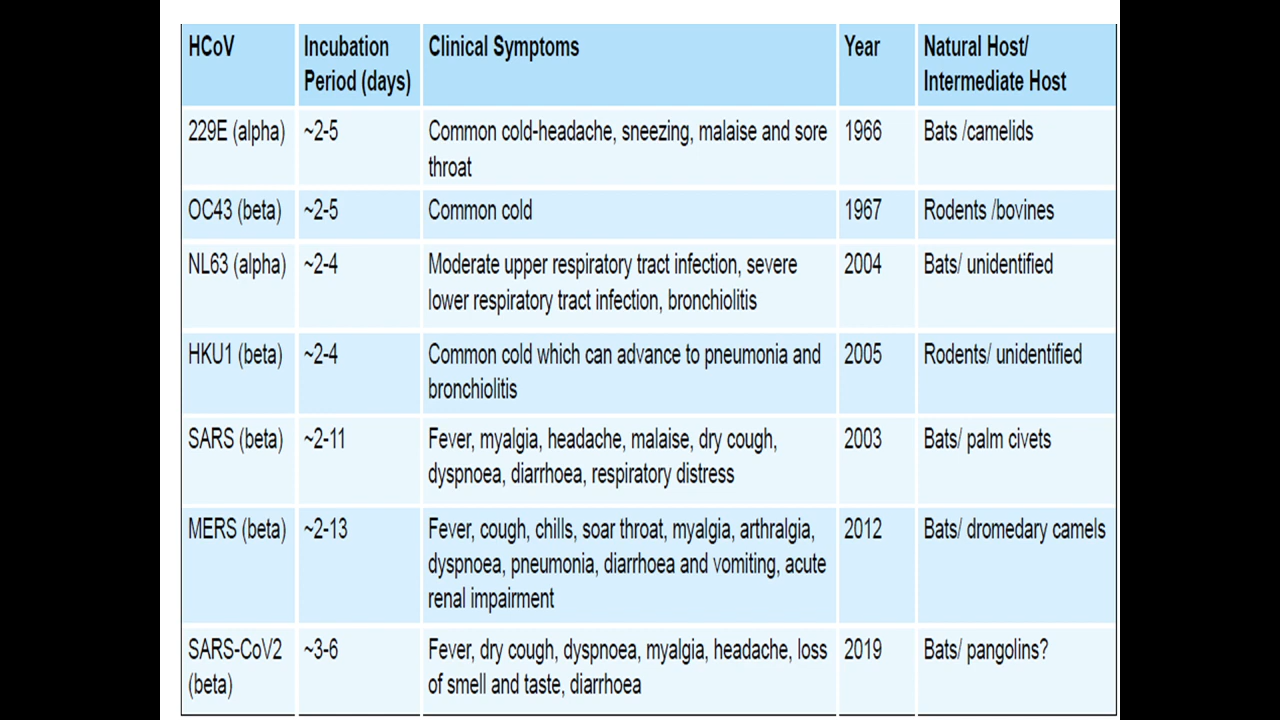 HCoV Incubation Period (days) Clinical Symptoms Year Natural Host/ Intermediate Host
229E (alpha) ~2-5 Common cold-headache, sneezing, malaise and sore throat 1966 Bats /camelids
OC43 (beta) ~2-5 Common cold 1967 Rodents /bovines
NL63 (alpha) ~2-4 Moderate upper respiratory tract infection, severe lower respiratory tract infection, bronchiolitis 2004 Bats/ unidentified
HKU1 (beta) ~2-4 Common cold which can advance to pneumonia and bronchiolitis 2005 Rodents/ unidentified
SARS (beta) ~2-11 Fever, myalgia, headache, malaise, dry cough, dyspnoea, diarrhoea, respiratory distress 2003 Bats/ palm civets
MERS (beta) ~2-13 Fever, cough, chills, soar throat, myalgia, arthralgia, dyspnoea, pneumonia, diarrhoea and vomiting, acute renal impairment 2012 Bats/ dromedary camels
SARS-CoV2 (beta) ~3-6 Fever, dry cough, dyspnoea, myalgia, headache, loss of smell and taste, diarrhoea 2019 Bats/ pangolins?